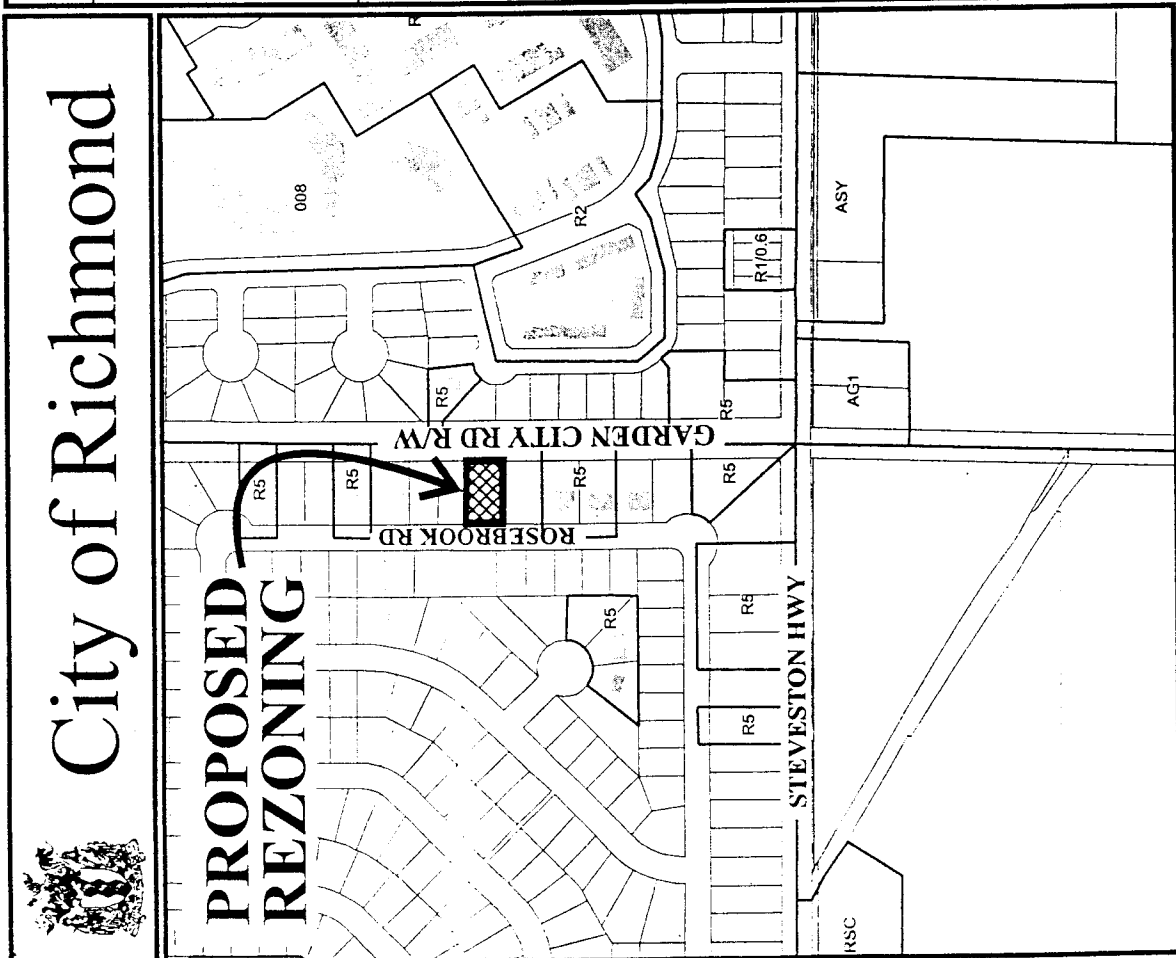 City of Richmond
PROPOSED
REZONING
R
008
R2
R1/0.6
ASY
AG1
R5
R5
R5
R5
R5
R5
R5
R5
R5
GARDEN CITY RD R/W
ROSEBROOK RD
STEVESTON HWY
RSC